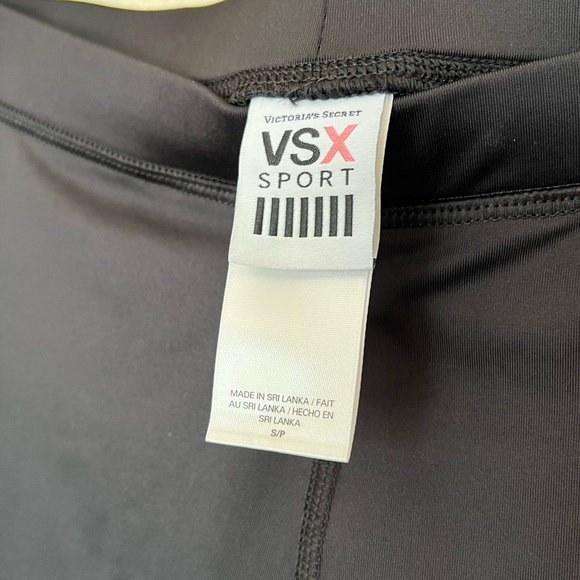 VICTORIA'S SECRET
VSX
SPORT
MADE IN SRI LANKA / FAIT
AU SRI LANKA / HECHO EN
SRI LANKA
S/P